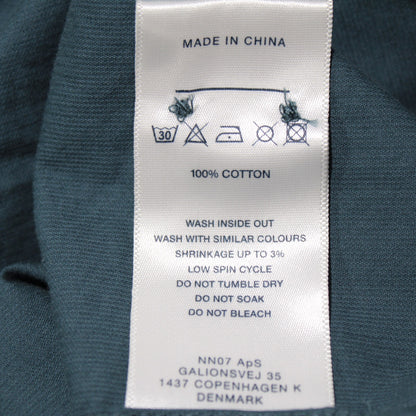 MADE IN CHINA
30
100% COTTON
WASH INSIDE OUT
WASH WITH SIMILAR COLOURS
SHRINKAGE UP TO 3%
LOW SPIN CYCLE
DO NOT TUMBLE DRY
DO NOT SOAK
DO NOT BLEACH
NN07 ApS
GALIONSVEJ 35
1437 COPENHAGEN K
DENMARK